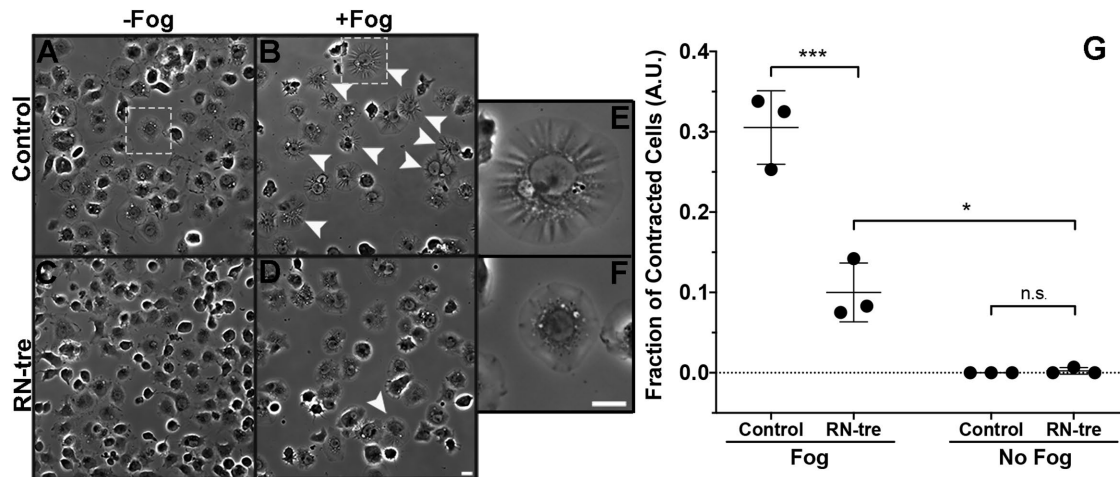 -Fog
+Fog
Control
RN-tre
A
B
C
D
E
F
G
Fraction of Contracted Cells (A.U.)
0.4
0.3
0.2
0.1
0.0
***
*
n.s.
Control
RN-tre
Control
RN-tre
Fog
No Fog